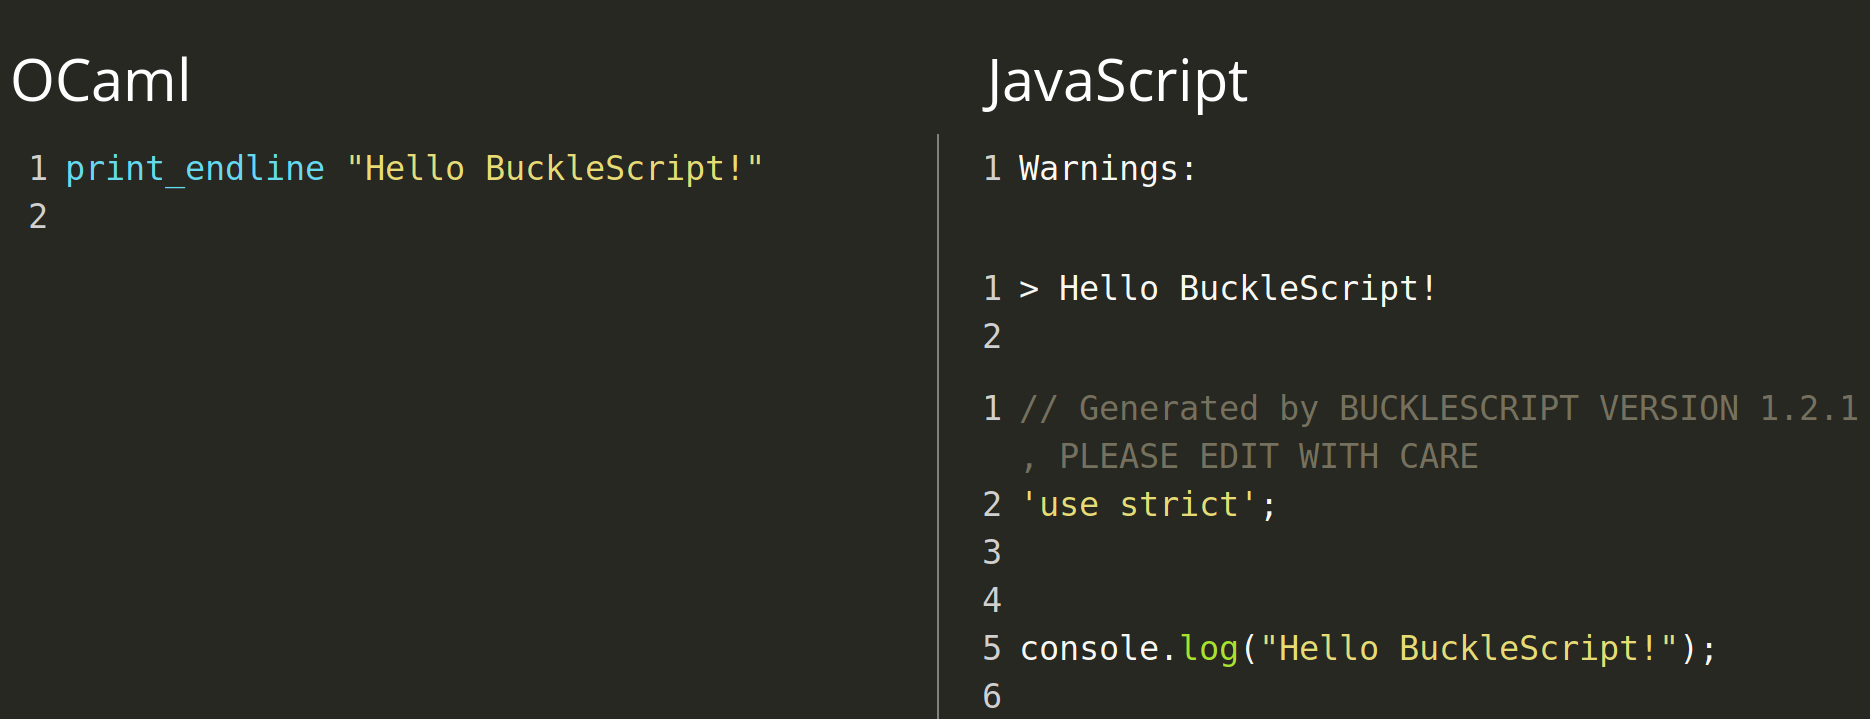 OCaml
1 print_endline "Hello BuckleScript!"
2
JavaScript
1 Warnings:
1 > Hello BuckleScript!
2
1 // Generated by BUCKLESCRIPT VERSION 1.2.1
, PLEASE EDIT WITH CARE
2 'use strict';
3
4
5 console.log("Hello BuckleScript!");
6